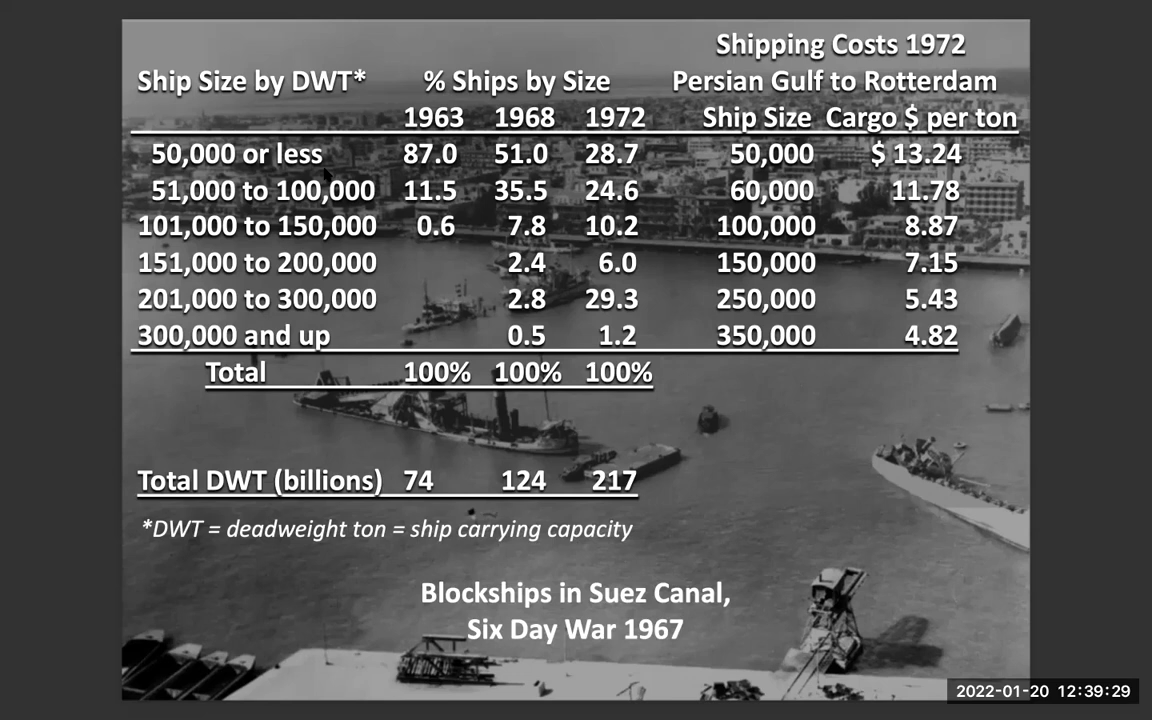 Shipping Costs 1972
Ship Size by DWT* % Ships by Size Persian Gulf to Rotterdam
1963 1968 1972 Ship Size Cargo $ per ton
50,000 or less 87.0 51.0 28.7 50,000 $ 13.24
51,000 to 100,000 11.5 35.5 24.6 60,000 11.78
101,000 to 150,000 0.6 7.8 10.2 100,000 8.87
151,000 to 200,000 2.4 6.0 150,000 7.15
201,000 to 300,000 2.8 29.3 250,000 5.43
300,000 and up 0.5 1.2 350,000 4.82
Total 100% 100% 100%
Total DWT (billions) 74 124 217
*DWT = deadweight ton = ship carrying capacity
Blockships in Suez Canal,
Six Day War 1967
2022-01-20 12:39:29